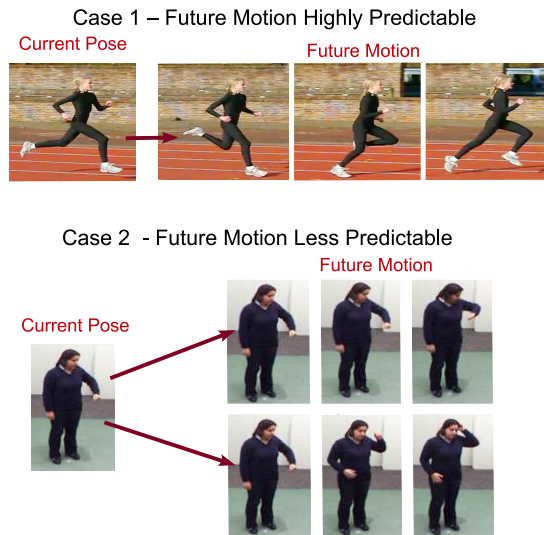 Case 1 – Future Motion Highly Predictable
Current Pose
Future Motion
Case 2 - Future Motion Less Predictable
Future Motion
Current Pose